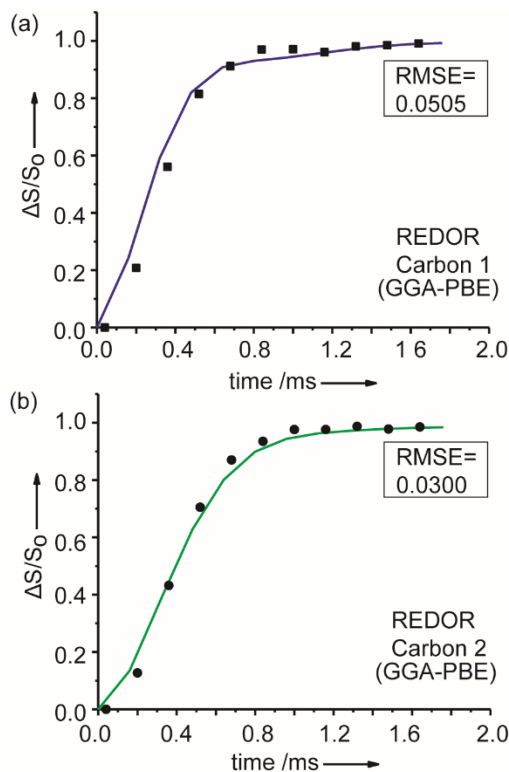 (a)
1.0
0.8
0.6
0.4
0.2
0.0
ΔS/S₀
RMSE=
0.0505
REDOR
Carbon 1
(GGA-PBE)
0.0 0.4 0.8 1.2 1 6 2.0
time /ms
(b)
1.0
0.8
0.6
0.4
0.2
0.0
ΔS/S₀
RMSE=
0.0300
REDOR
Carbon 2
(GGA-PBE)
0.0 0.4 0.8 1.2 1.6 2.0
time /ms